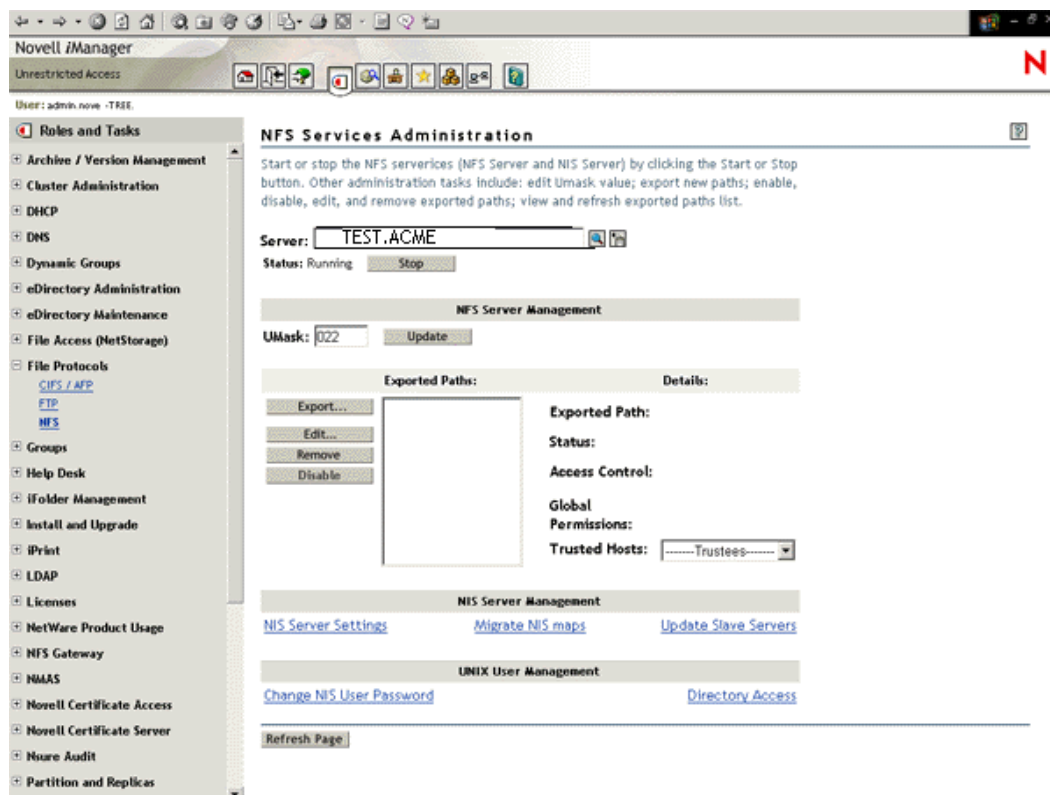 Novell iManager
Unrestricted Access
N
User: admin.nove -TREE.
Roles and Tasks
Archive / Version Management
Cluster Administration
DHCP
DNS
Dynamic Groups
eDirectory Administration
eDirectory Maintenance
File Access (NetStorage)
File Protocols
CIFS / AFP
FTP
NFS
Groups
Help Desk
iFolder Management
Install and Upgrade
iPrint
LDAP
Licenses
NetWare Product Usage
NFS Gateway
NMAS
Novell Certificate Access
Novell Certificate Server
Nsure Audit
Partition and Replicas
NFS Services Administration
Start or stop the NFS serverices (NFS Server and NIS Server) by clicking the Start or Stop
button. Other administration tasks include: edit Umask value; export new paths; enable,
disable, edit, and remove exported paths; view and refresh exported paths list.
Server: TEST.ACME
Status: Running Stop
NFS Server Management
UMask: 022 Update
Exported Paths: Details:
Export...
Edit...
Remove
Disable
Exported Path:
Status:
Access Control:
Global
Permissions:
Trusted Hosts: -------Trustees-------
NIS Server Management
NIS Server Settings Migrate NIS maps Update Slave Servers
UNIX User Management
Change NIS User Password Directory Access
Refresh Page